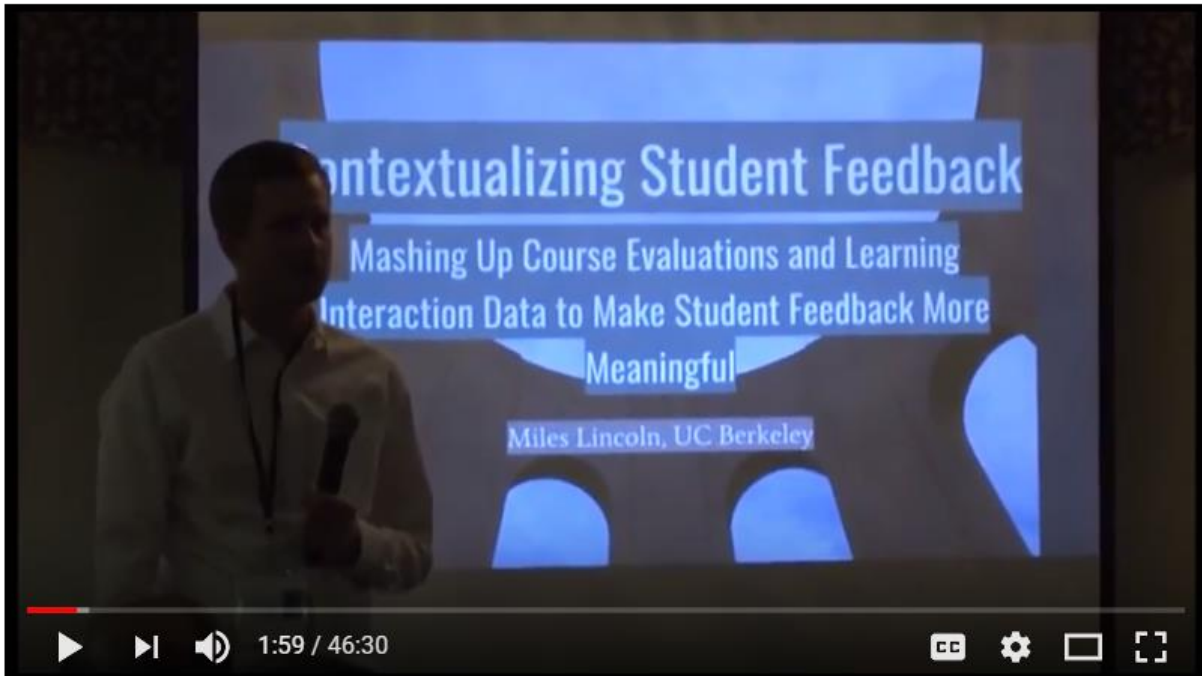 ontextualizing Student Feedback
Mashing Up Course Evaluations and Learning
Interaction Data to Make Student Feedback More
Meaningful
Miles Lincoln, UC Berkeley
1:59 / 46:30
CC